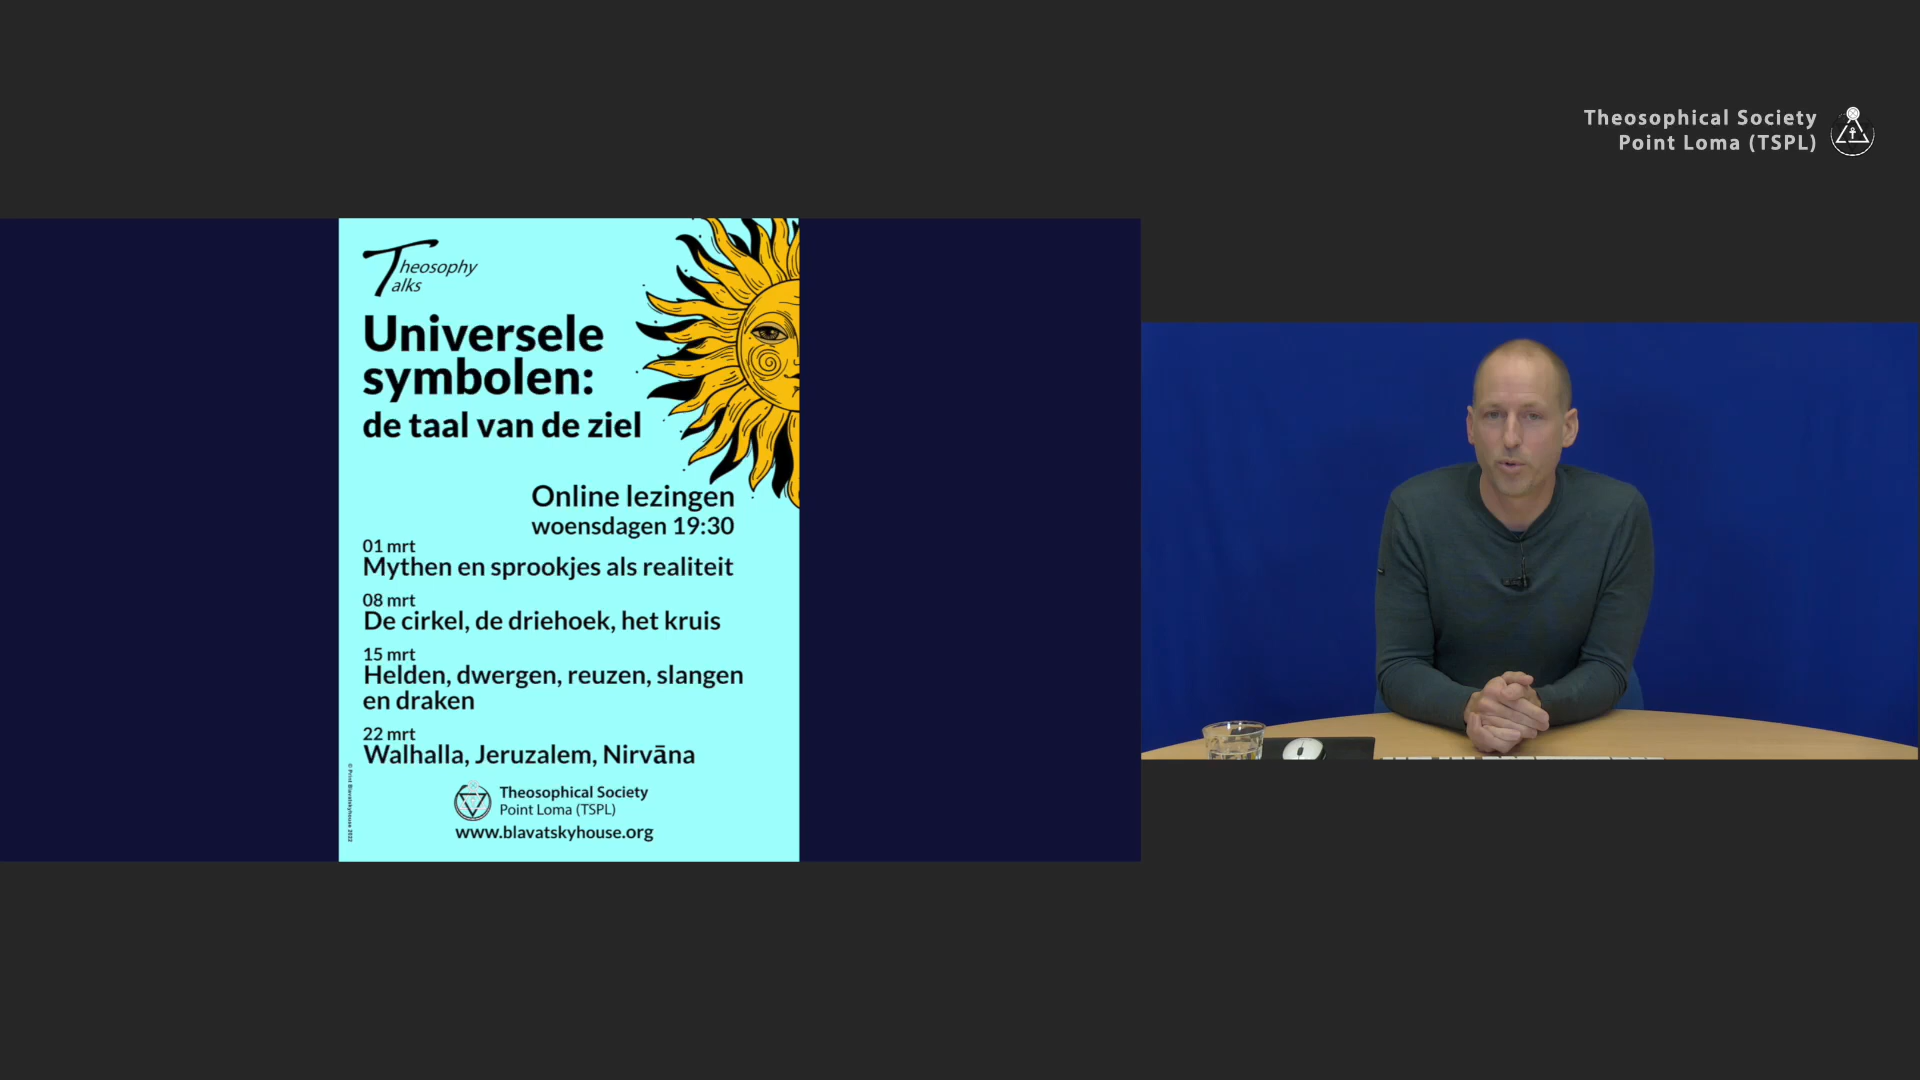 Theosophical Society
Point Loma (TSPL)
Theosophy
Talks
Universele
symbolen:
de taal van de ziel
Online lezingen
woensdagen 19:30
01 mrt
Mythen en sprookjes als realiteit
08 mrt
De cirkel, de driehoek, het kruis
15 mrt
Helden, dwergen, reuzen, slangen
en draken
22 mrt
Walhalla, Jeruzalem, Nirvāna
Theosophical Society
Point Loma (TSPL)
www.blavatskyhouse.org